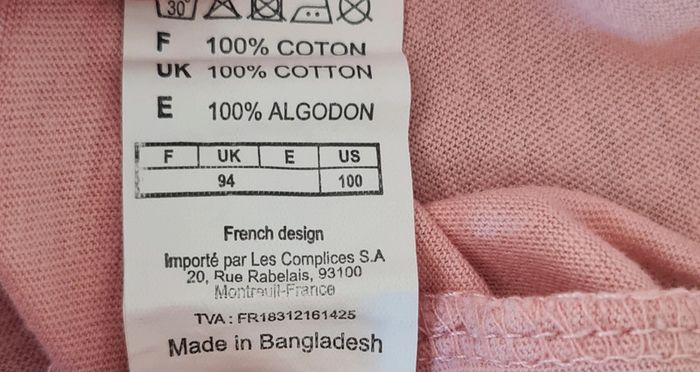 30°
F 100% COTON
UK 100% COTTON
E 100% ALGODON
F UK E US
94 100
French design
Importé par Les Complices S.A
20, Rue Rabelais, 93100
Montreuil-France
TVA : FR18312161425
Made in Bangladesh